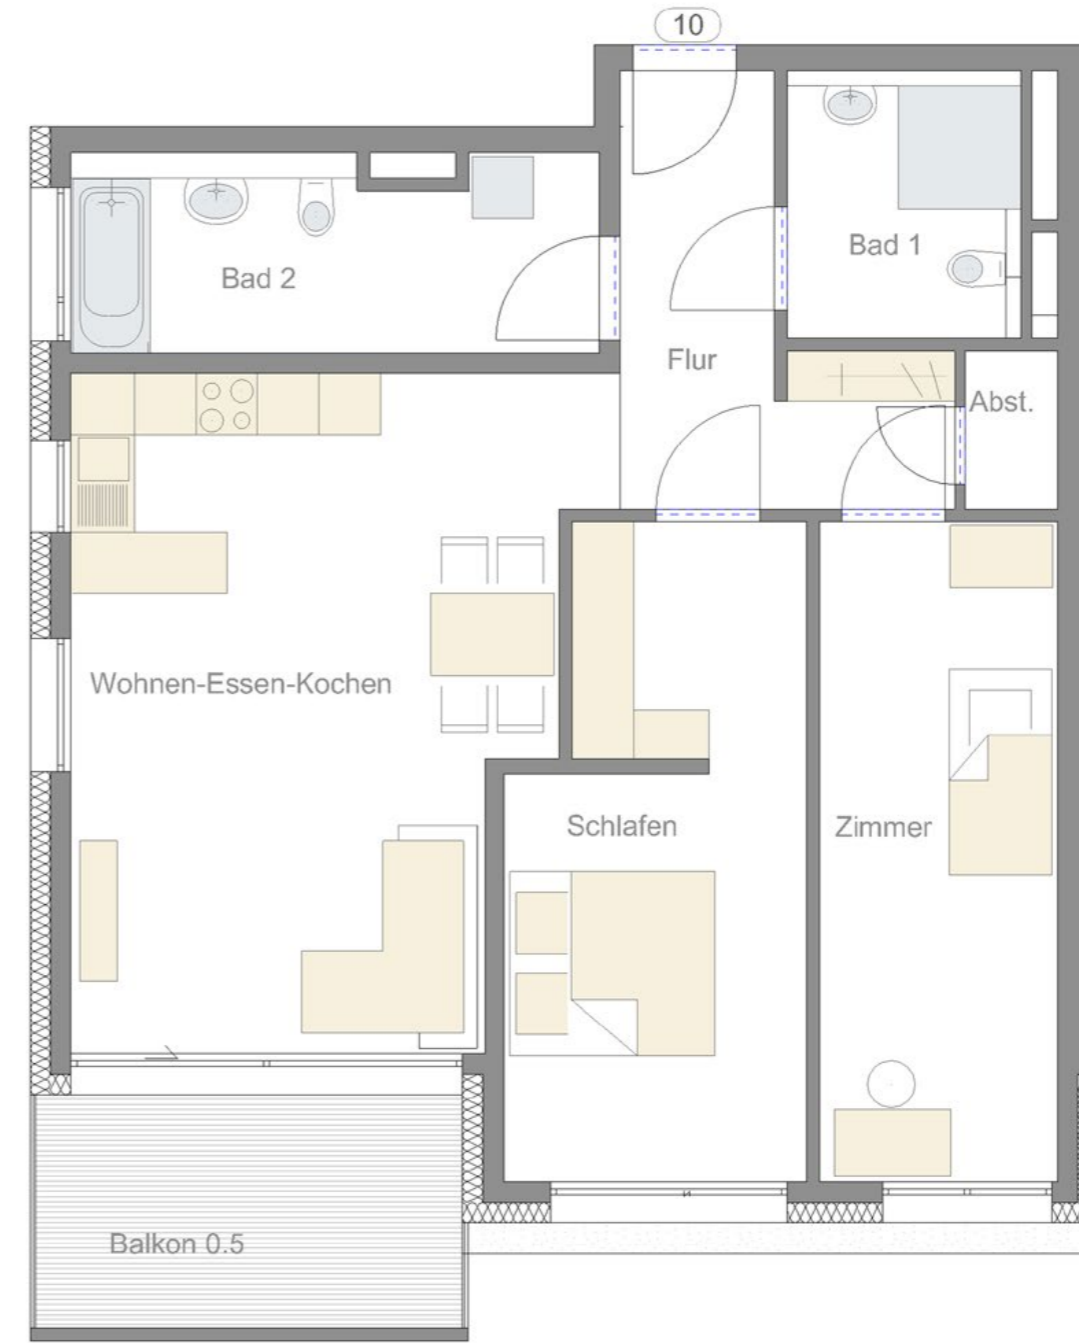 10
Bad 1
Bad 2
Flur
Abst.
Wohnen-Essen-Kochen
Schlafen
Zimmer
Balkon 0.5